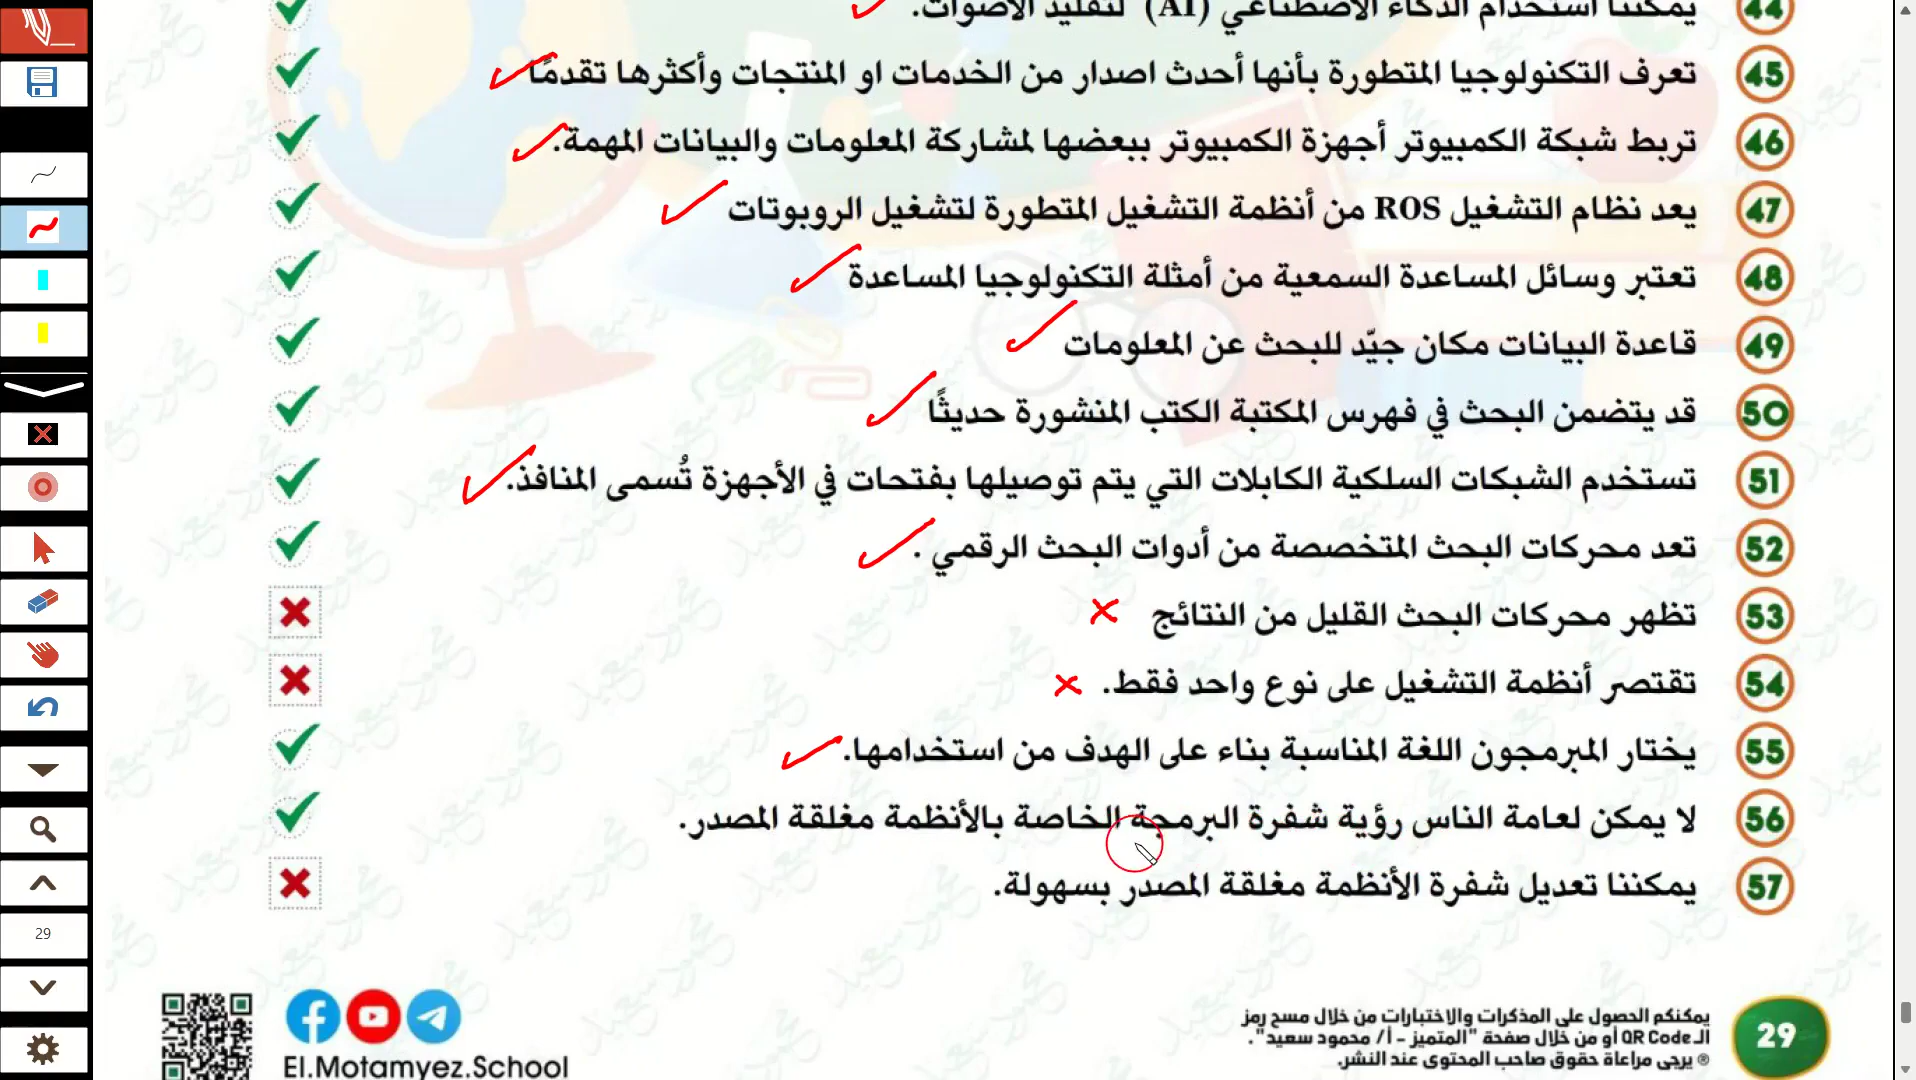 44 يمكننا استخدام الذكاء الاصطناعي (AI) لتقليد الأصوات.
45 تعرف التكنولوجيا المتطورة بأنها أحدث اصدار من الخدمات او المنتجات وأكثرها تقدمًا
46 تربط شبكة الكمبيوتر أجهزة الكمبيوتر ببعضها لمشاركة المعلومات والبيانات المهمة.
47 يعد نظام التشغيل ROS من أنظمة التشغيل المتطورة لتشغيل الروبوتات
48 تعتبر وسائل المساعدة السمعية من أمثلة التكنولوجيا المساعدة
49 قاعدة البيانات مكان جيّد للبحث عن المعلومات
50 قد يتضمن البحث في فهرس المكتبة الكتب المنشورة حديثًا
51 تستخدم الشبكات السلكية الكابلات التي يتم توصيلها بفتحات في الأجهزة تُسمى المنافذ.
52 تعد محركات البحث المتخصصة من أدوات البحث الرقمي .
53 تظهر محركات البحث القليل من النتائج
54 تقتصر أنظمة التشغيل على نوع واحد فقط.
55 يختار المبرمجون اللغة المناسبة بناء على الهدف من استخدامها.
56 لا يمكن لعامة الناس رؤية شفرة البرمجة الخاصة بالأنظمة مغلقة المصدر.
57 يمكننا تعديل شفرة الأنظمة مغلقة المصدر بسهولة.
29
29
يمكنكم الحصول على المذكرات والاختبارات من خلال مسح رمز
الـ QR Code أو من خلال صفحة "المتميز - أ/ محمود سعيد".
® يرجى مراعاة حقوق صاحب المحتوى عند النشر.
El.Motamyez.School